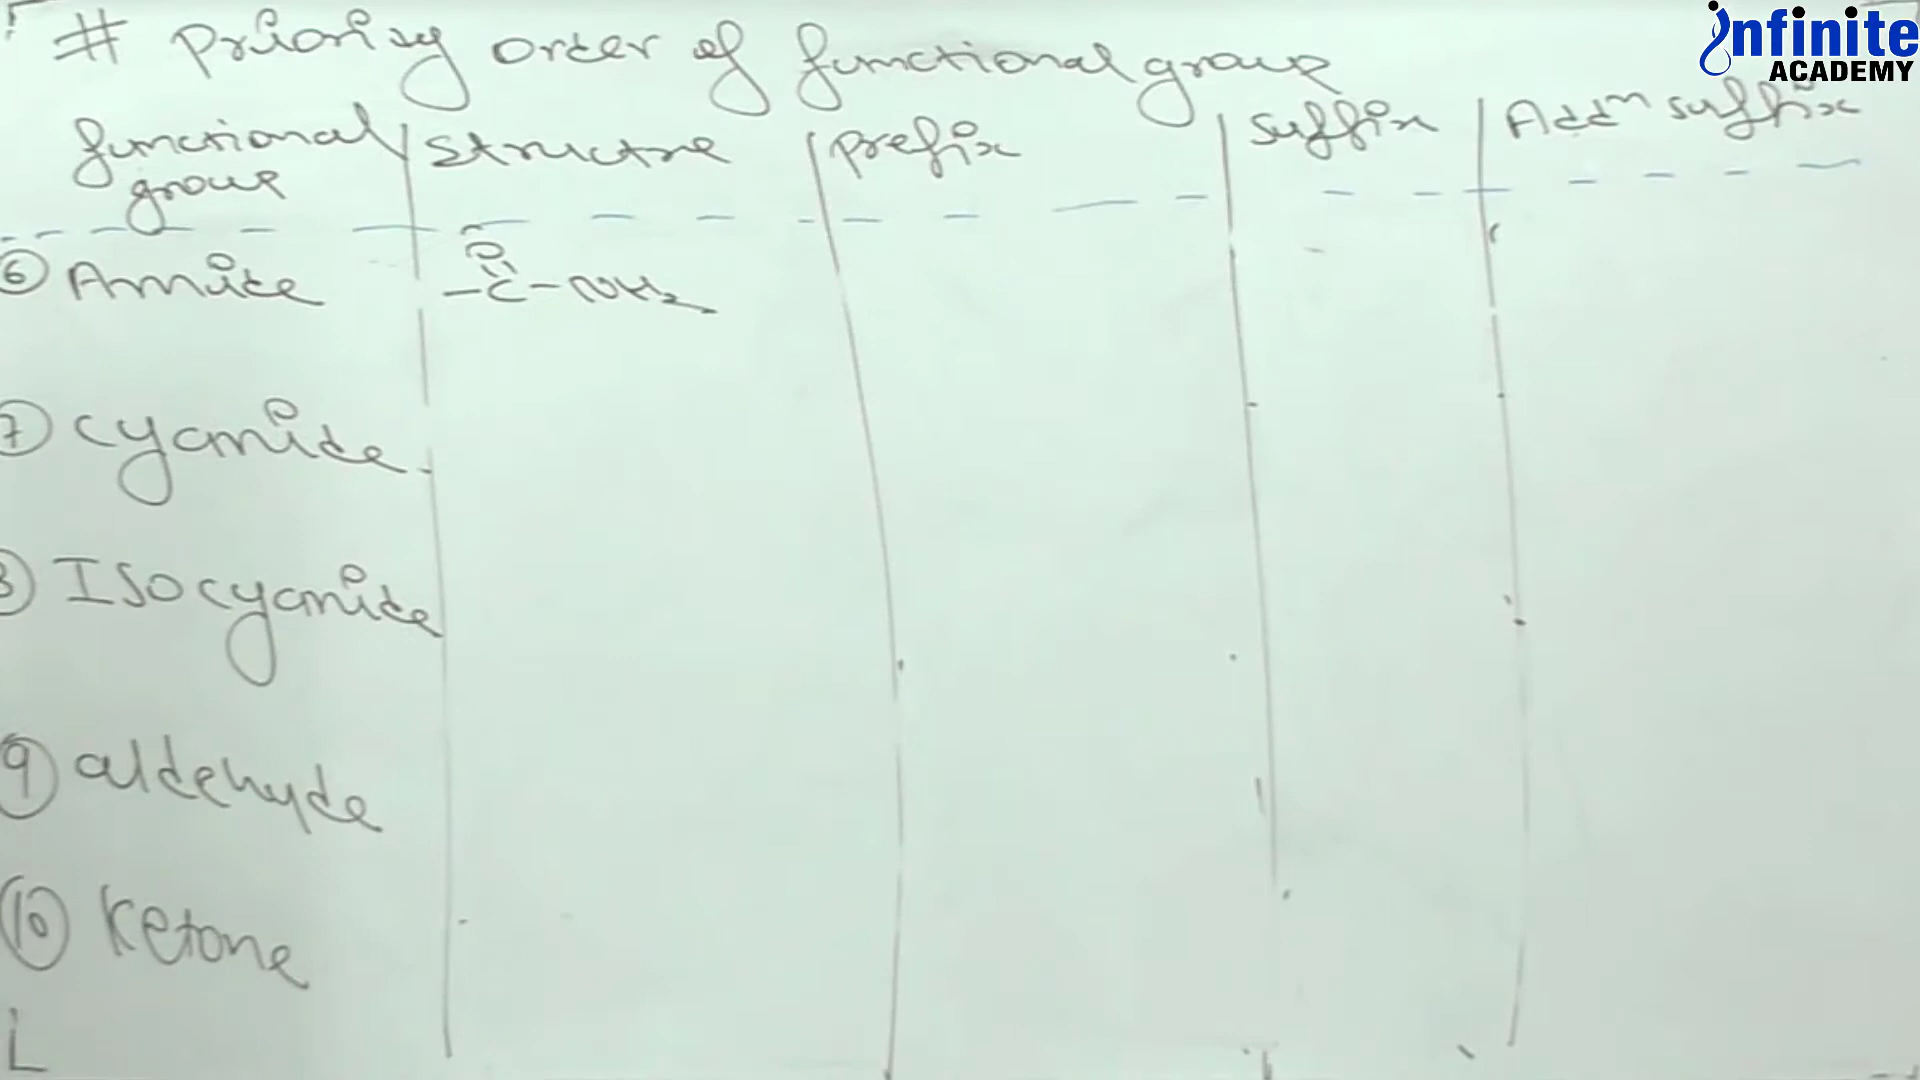 # Priority order of functional group
infinite ACADEMY
functional group | Structre | Prefix | Suffix | Addn suffix
⑥ Amide -C-NH2
O
⑦ Cyanide
⑧ Isocyanide
⑨ aldehyde
⑩ Ketone